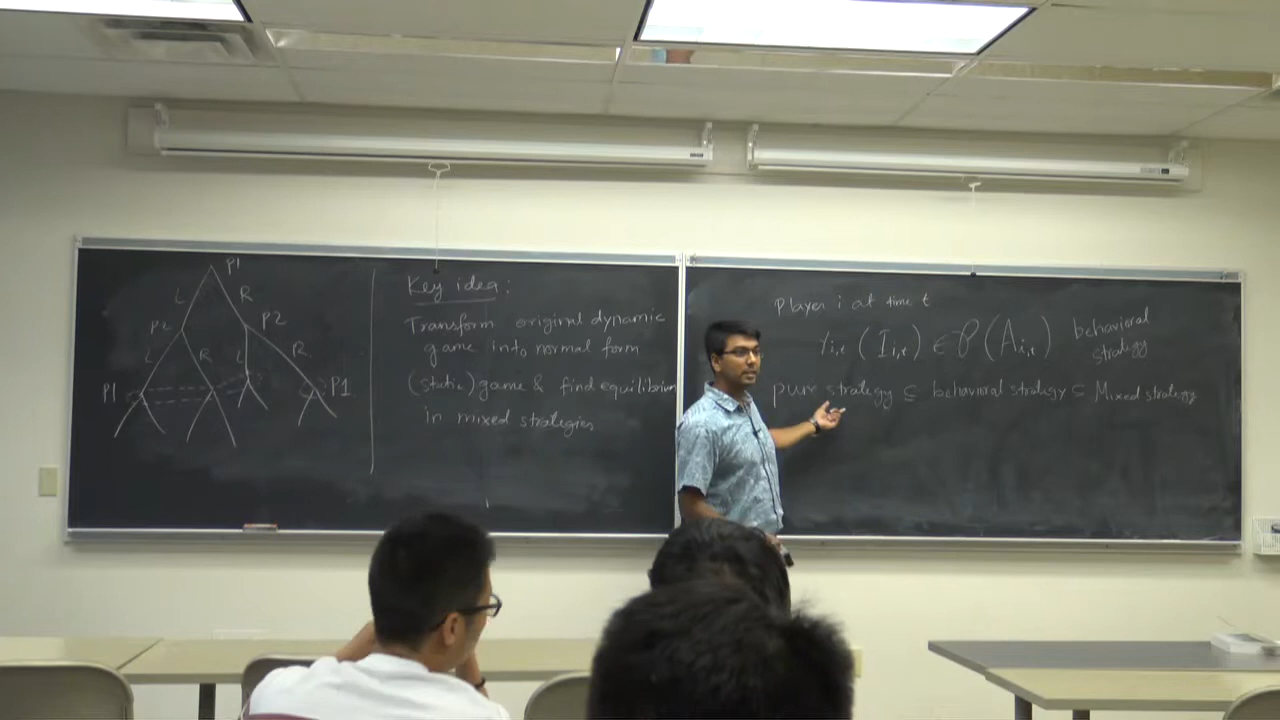 P1
L
R
P2
P2
L
R
L
R
P1
P1
Key idea:
Transform original dynamic
game into normal form
(static) game & find equilibrium
in mixed strategies
Player i at time t
γi,t (Ii,t) ∈ P(Ai,t) behavioral
strategy
pure strategy ⊆ behavioral strategy ⊆ Mixed strategy